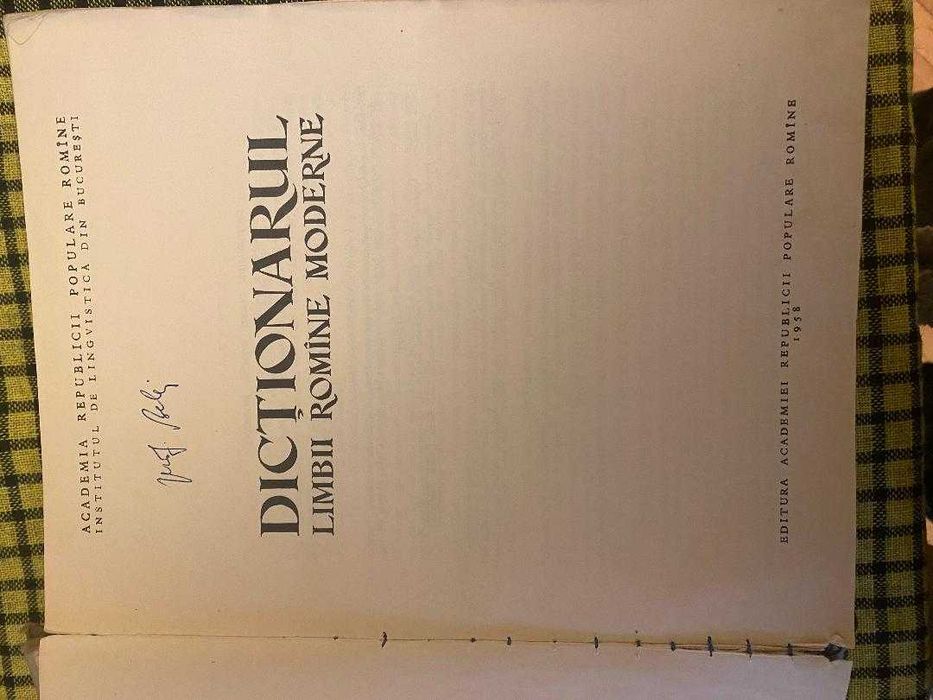 ACADEMIA REPUBLICII POPULARE ROMÎNE
INSTITUTUL DE LINGVISTICĂ DIN BUCUREȘTI
DICȚIONARUL
LIMBII ROMÎNE MODERNE
EDITURA ACADEMIEI REPUBLICII POPULARE ROMÎNE
1958